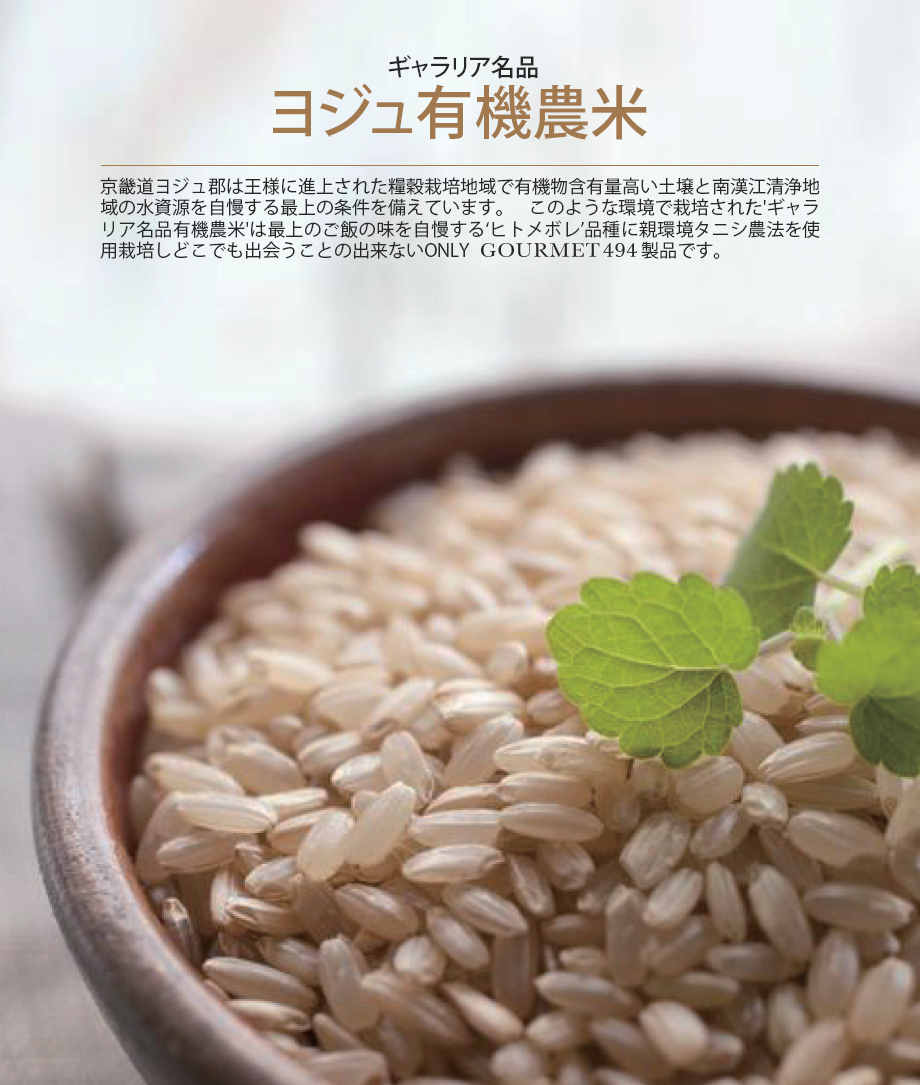 ギャラリア名品
ヨジュ有機農米
京畿道ヨジュ郡は王様に進上された糧穀栽培地域で有機物含有量高い土壌と南漢江清浄地
域の水資源を自慢する最上の条件を備えています。　このような環境で栽培された'ギャラ
リア名品有機農米'は最上のご飯の味を自慢する‘ヒトメボレ’品種に親環境タニシ農法を使
用栽培しどこでも出会うことの出来ないONLY GOURMET 494 製品です。